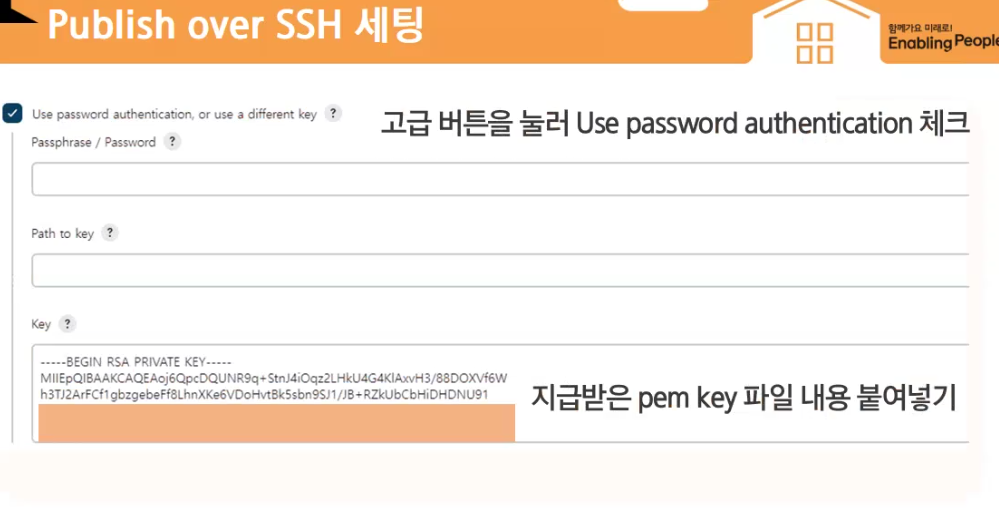 Publish over SSH 세팅
함께가요 미래로!
Enabling People
Use password authentication, or use a different key ?
고급 버튼을 눌러 Use password authentication 체크
Passphrase / Password ?
Path to key ?
Key ?
-----BEGIN RSA PRIVATE KEY-----
MIIEpQIBAAKCAQEAoj6QpcDQUNR9q+StnJ4iOqz2LHkU4G4KlAxvH3/88DOXVf6W
h3TJ2ArFCf1gbzgebeFf8LhnXKe6VDoHvtBk5sbn9SJ1/JB+RZkUbCbHiDHDNU91
지급받은 pem key 파일 내용 붙여넣기